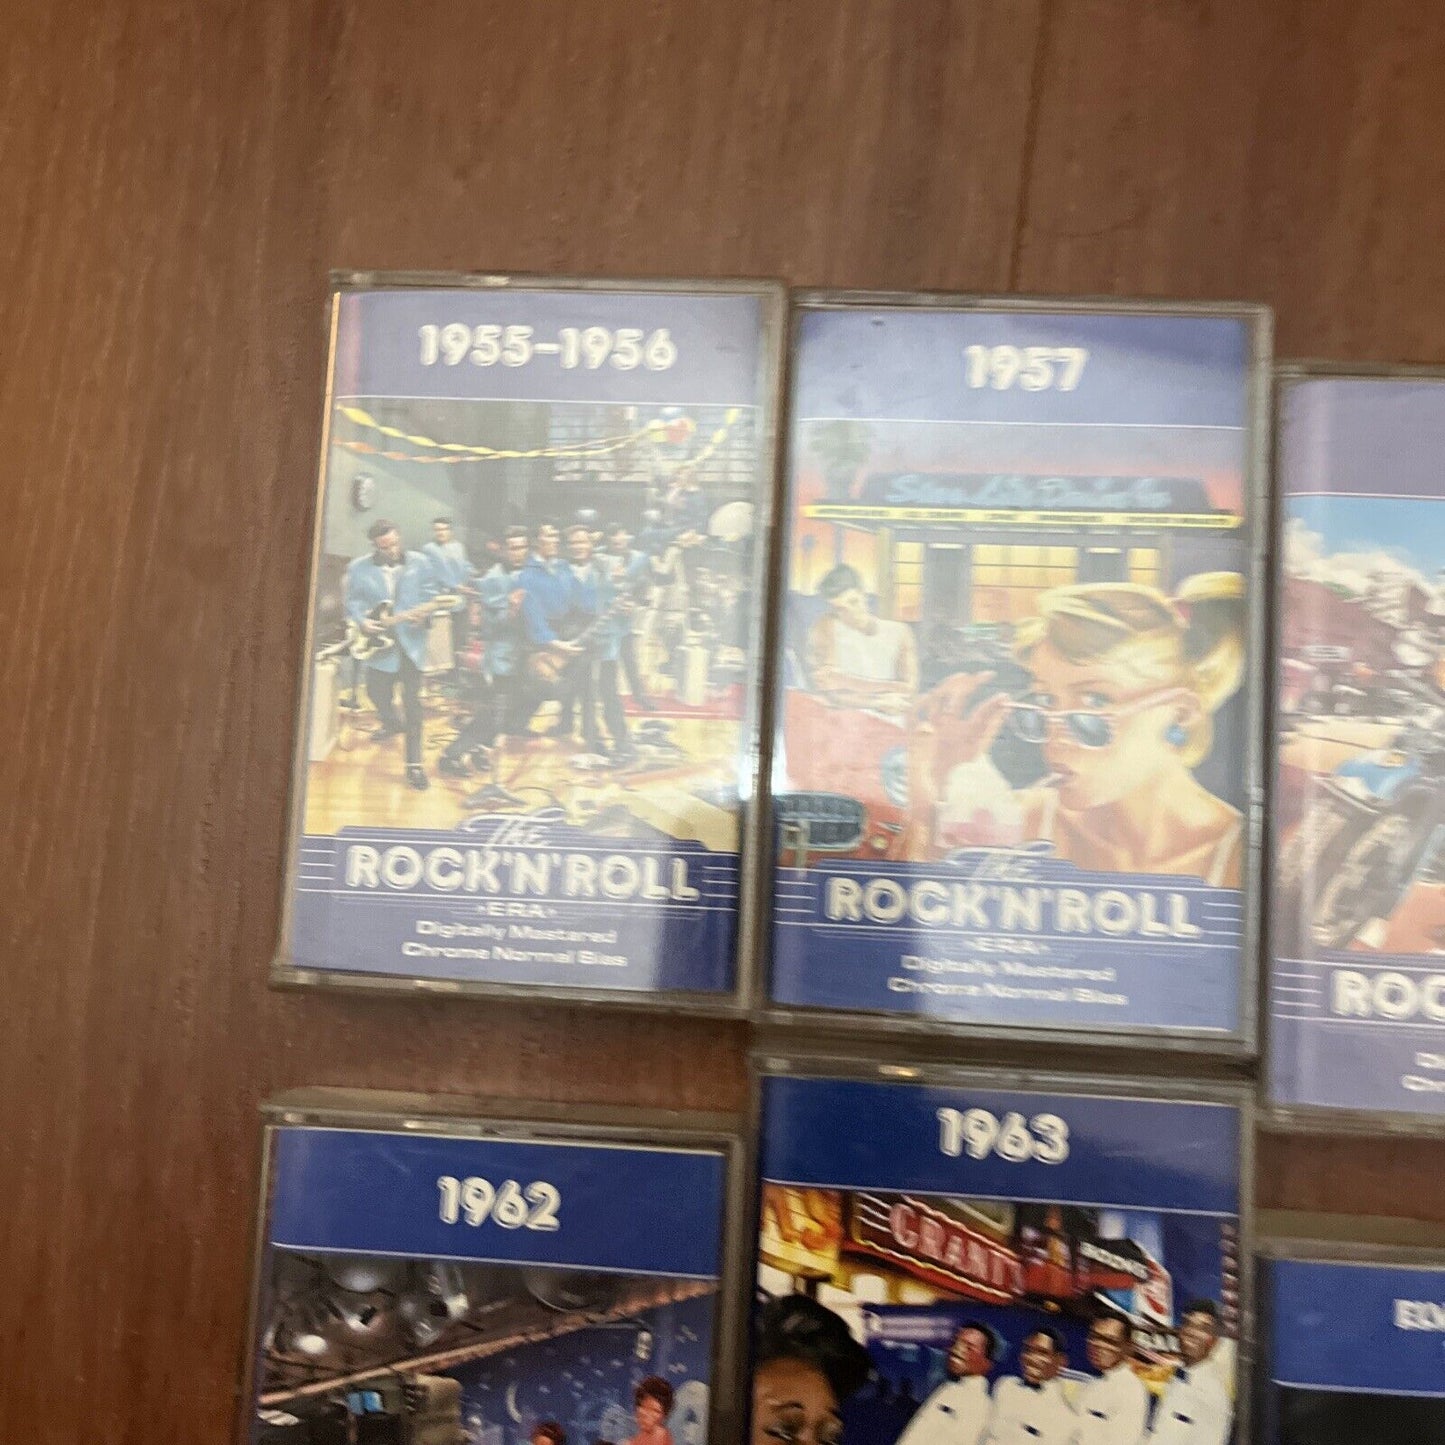 1955-1956
The
ROCK'N'ROLL
•ERA•
Digitally Mastered
Chrome Normal Bias
1957
The
ROCK'N'ROLL
•ERA•
Digitally Mastered
Chrome Normal Bias
ROC
1962
1963
GRANT'S